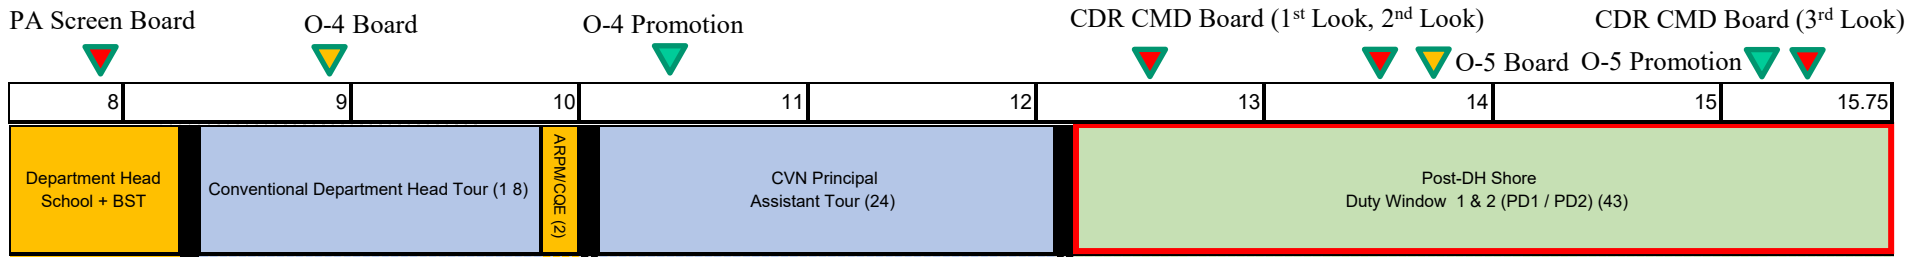 PA Screen Board
O-4 Board
O-4 Promotion
CDR CMD Board (1st Look, 2nd Look)
CDR CMD Board (3rd Look)
O-5 Board
O-5 Promotion
8
9
10
11
12
13
14
15
15.75
Department Head
School + BST
Conventional Department Head Tour (1 8)
ARPM/CQE (2)
CVN Principal
Assistant Tour (24)
Post-DH Shore
Duty Window 1 & 2 (PD1 / PD2) (43)